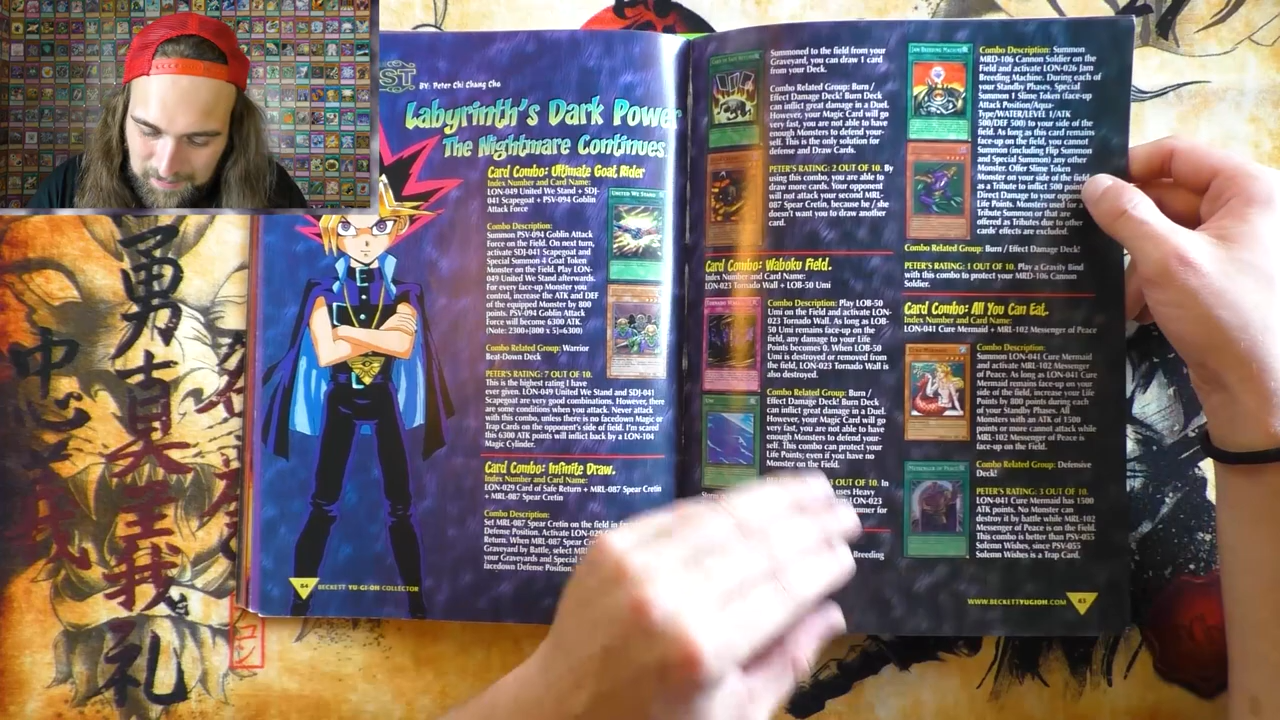 ST
BY: Peter Chi Chang Cho
Labyrinth's Dark Power
The Nightmare Continues.
Card Combo: Ultimate Goat Rider
Index Number and Card Name:
LON-049 United We Stand + SDJ-
041 Scapegoat + PSV-094 Goblin
Attack Force
Combo Description:
Summon PSV-094 Goblin Attack
Force on the Field. On next turn,
activate SDJ-041 Scapegoat and
Special Summon 4 Goat Token
Monster on the Field. Play LON-
049 United We Stand afterwards.
For every face-up Monster you
control, increase the ATK and DEF
of the equipped Monster by 800
points. PSV-094 Goblin Attack
Force will become 6300 ATK.
(Note: 2300+[800 x 5]=6300)
Combo Related Group: Warrior
Beat-Down Deck
PETER'S RATING: 7 OUT OF 10.
This is the highest rating I have
ever given. LON-049 United We Stand and SDJ-041
Scapegoat are very good combinations. However, there
are some conditions when you attack. Never attack
with this combo, unless there is no facedown Magic or
Trap Cards on the opponent's side of field. I'm scared
this 6300 ATK points will inflict back by a LON-104
Magic Cylinder.
UNITED WE STAND
Card Combo: Infinite Draw.
Index Number and Card Name:
LON-029 Card of Safe Return + MRL-087 Spear Cretin
+ MRL-087 Spear Cretin
Combo Description:
Set MRL-087 Spear Cretin on the field in
Defense Position. Activate LON-029
Return. When MRL-087 Spear
Graveyard by Battle, select
your Graveyards and Special
facedown Defense Position.
84
BECKETT YU-GI-OH COLLECTOR
Summoned to the field from your
Graveyard, you can draw 1 card
from your Deck.
Combo Related Group: Burn /
Effect Damage Deck! Burn Deck
can inflict great damage in a Duel.
However, your Magic Card will go
very fast, you are not able to have
enough Monsters to defend your-
self. This is the only solution for
defense and Draw Cards.
PETER'S RATING: 2 OUT OF 10. By
using this combo, you are able to
draw more cards. Your opponent
will not attack your second MRL-
087 Spear Cretin, because he / she
doesn't want you to draw another
card.
Card Combo: Waboku Field.
Index Number and Card Name:
LON-023 Tornado Wall + LOB-50 Umi
Combo Description: Play LOB-50
Umi on the Field and activate LON-
023 Tornado Wall. As long as LOB-
50 Umi remains face-up on the
field, any damage to your Life
Points becomes 0. When LOB-50
Umi is destroyed or removed from
the field, LON-023 Tornado Wall is
also destroyed.
Combo Related Group: Burn /
Effect Damage Deck! Burn Deck
can inflict great damage in a Duel.
However, your Magic Card will go
very fast, you are not able to have
enough Monsters to defend your-
self. This combo can protect your
Life Points; even if you have no
Monster on the Field.
3 OUT OF 10. In
uses Heavy
LON-023
for
Breeding
JAM BREEDING MACHINE
Combo Description: Summon
MRD-106 Cannon Soldier on the
Field and activate LON-026 Jam
Breeding Machine. During each of
your Standby Phases, Special
Summon 1 Slime Token (face-up
Attack Position/Aqua-
Type/WATER/LEVEL 1/ATK
500/DEF 500) to your side of the
field. As long as this card remains
face-up on the field, you cannot
Summon (including Flip Summon
and Special Summon) any other
Monster. Offer Slime Token
Monster on your side of the field
as a Tribute to inflict 500 points
Direct Damage to your opponent's
Life Points. Monsters used for a
Tribute Summon or that are
offered as Tributes due to other
cards' effects are excluded.
Combo Related Group: Burn / Effect Damage Deck!
PETER'S RATING: 1 OUT OF 10. Play a Gravity Bind
with this combo to protect your MRD-106 Cannon
Soldier.
Card Combo: All You Can Eat.
Index Number and Card Name:
LON-041 Cure Mermaid + MRL-102 Messenger of Peace
CURE MERMAID
MESSENGER OF PEACE
Combo Description:
Summon LON-041 Cure Mermaid
and activate MRL-102 Messenger
of Peace. As long as LON-041 Cure
Mermaid remains face-up on your
side of the field, increase your Life
Points by 800 points during each
of your Standby Phases. All
Monsters with an ATK of 1500
points or more cannot attack while
MRL-102 Messenger of Peace is
face-up on the Field.
Combo Related Group: Defensive
Deck!
PETER'S RATING: 3 OUT OF 10.
LON-041 Cure Mermaid has 1500
ATK points. No Monster can
destroy it by battle while MRL-102
Messenger of Peace is on the Field.
This combo is better than PSV-055
Solemn Wishes, since PSV-055
Solemn Wishes is a Trap Card.
WWW.BECKETTYUGIOH.COM
勇
義
礼